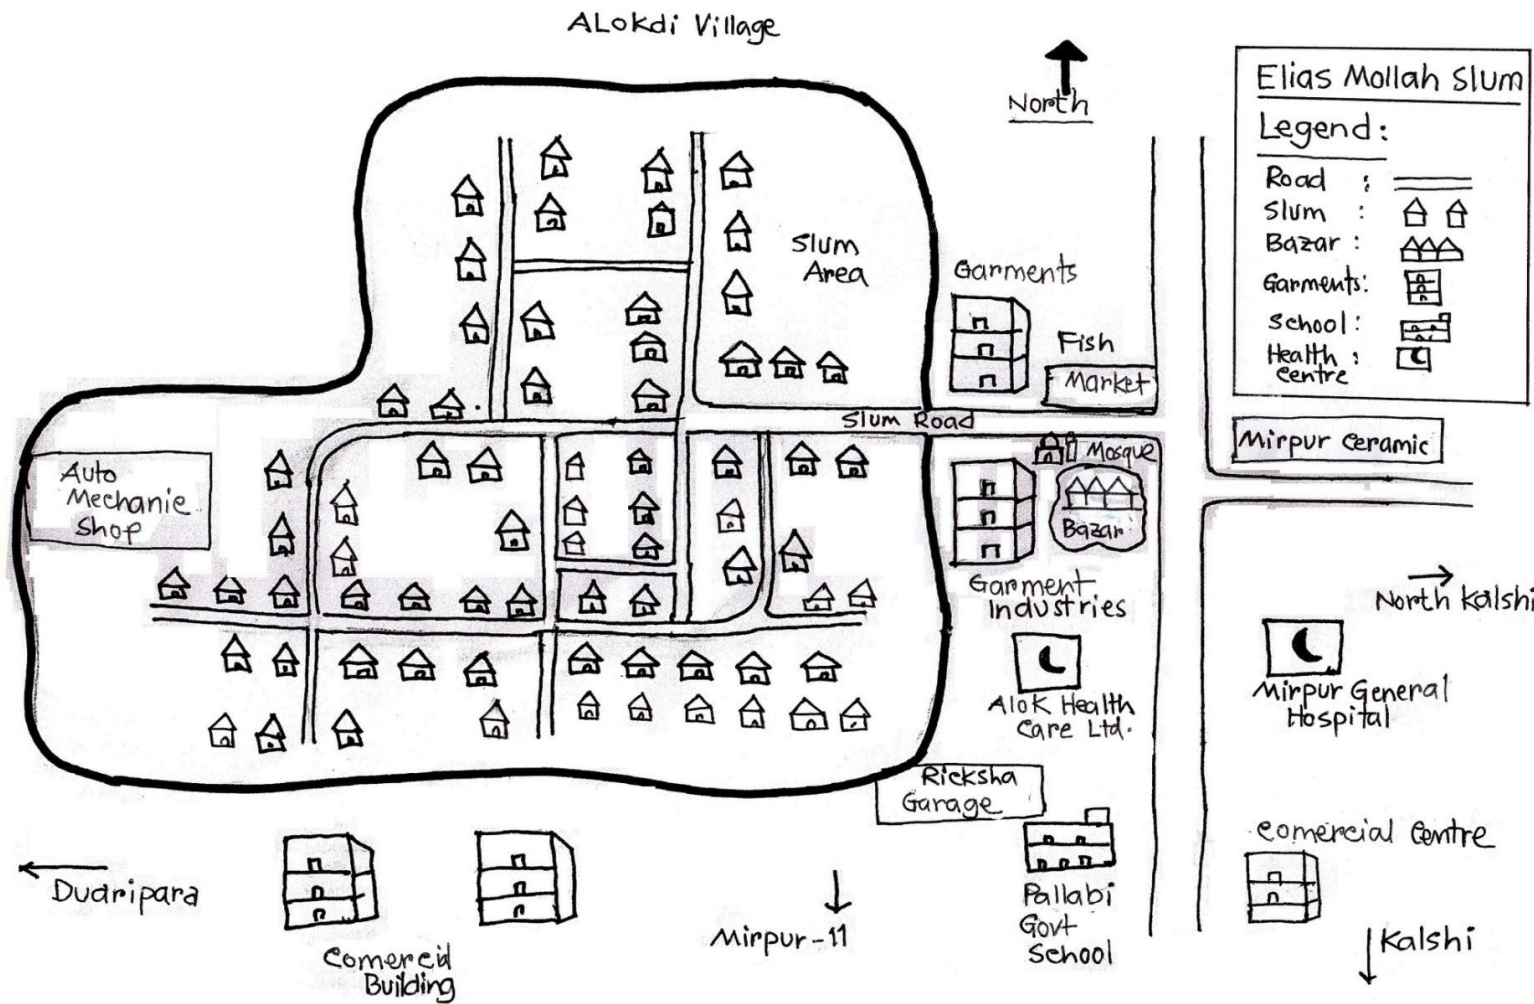 ALokdi Village
North
Elias Mollah Slum
Legend:
Road :
Slum :
Bazar :
Garments:
School :
Health :
centre
Slum
Area
Garments
Fish
Market
Slum Road
Mirpur Ceramic
Mosque
Bazar
Auto
Mechanie
Shop
Garment
Industries
North Kalshi
Alok Health
Care Ltd.
Mirpur General
Hospital
Ricksha
Garage
Comercial Centre
Pallabi
Govt
School
Duaripara
Comercial
Building
Mirpur-11
Kalshi